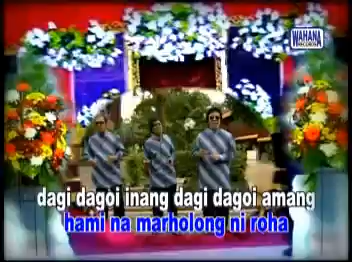 WAHANA
RECORDS
dagi dagoi inang dagi dagoi amang
hami na marholong ni roha